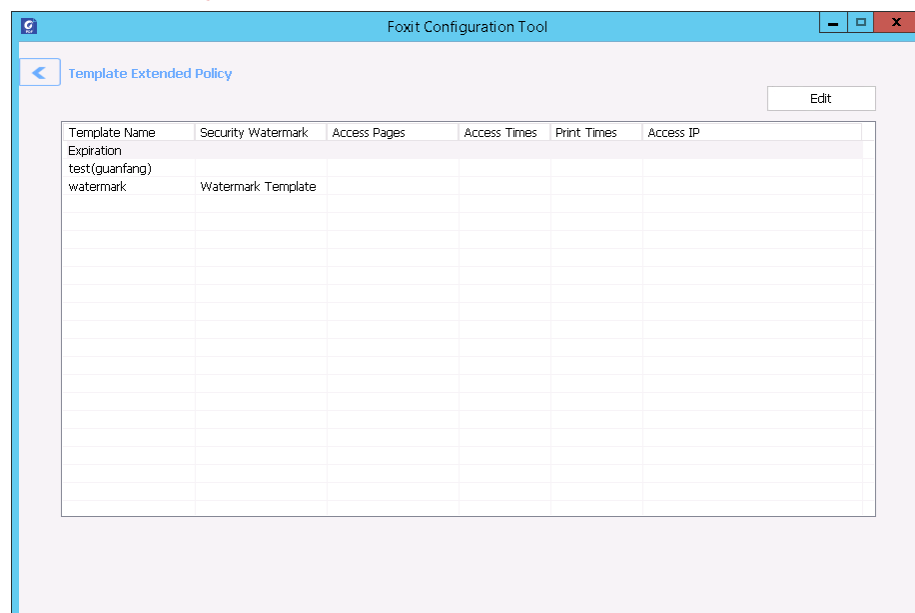 Foxit Configuration Tool
Template Extended Policy
Edit
Template Name Security Watermark Access Pages Access Times Print Times Access IP
Expiration
test(guanfang)
watermark Watermark Template